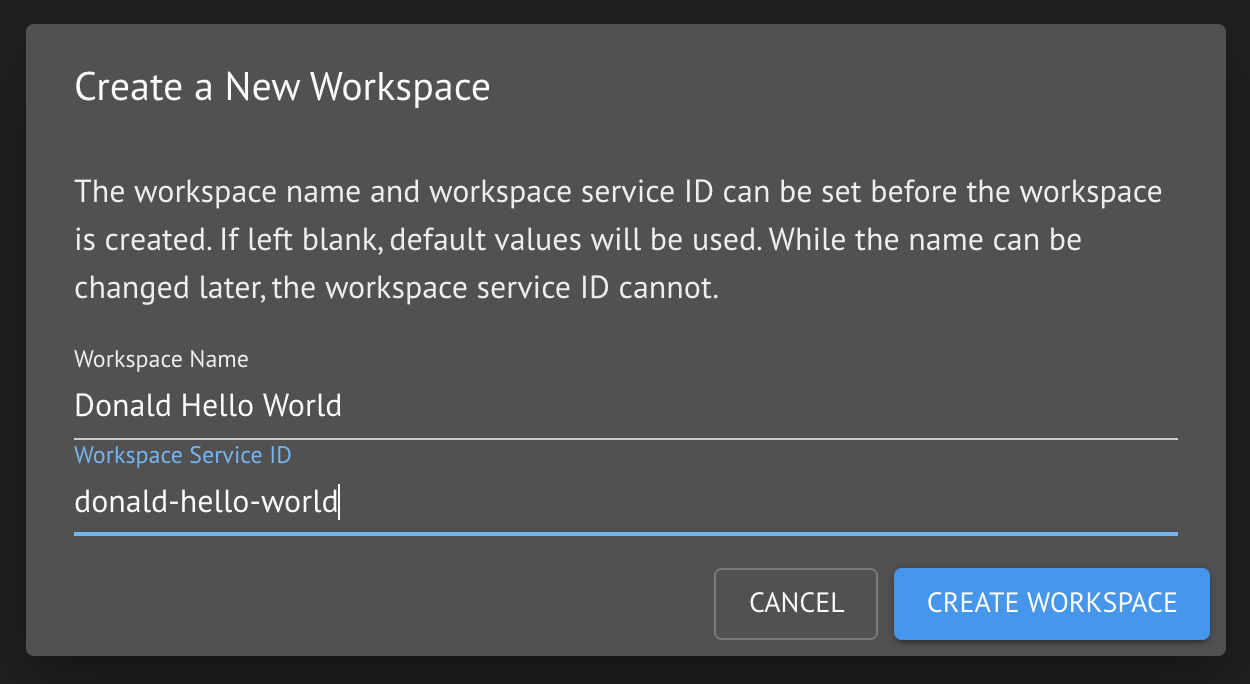 Create a New Workspace
The workspace name and workspace service ID can be set before the workspace
is created. If left blank, default values will be used. While the name can be
changed later, the workspace service ID cannot.
Workspace Name
Donald Hello World
Workspace Service ID
donald-hello-world
CANCEL
CREATE WORKSPACE